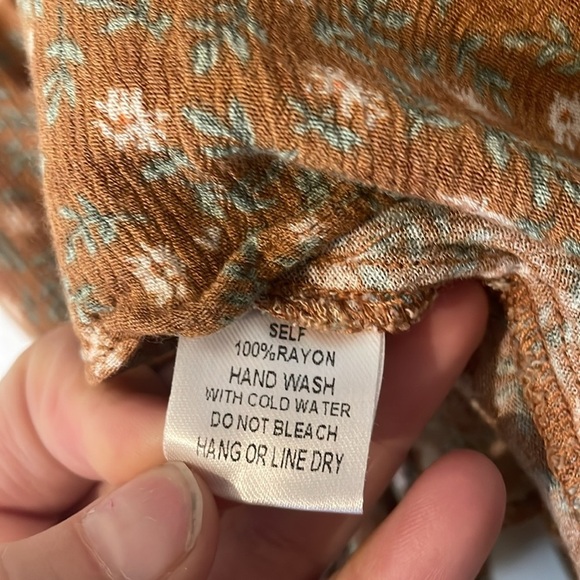 SELF
100%RAYON
HAND WASH
WITH COLD WATER
DO NOT BLEACH
HANG OR LINE DRY